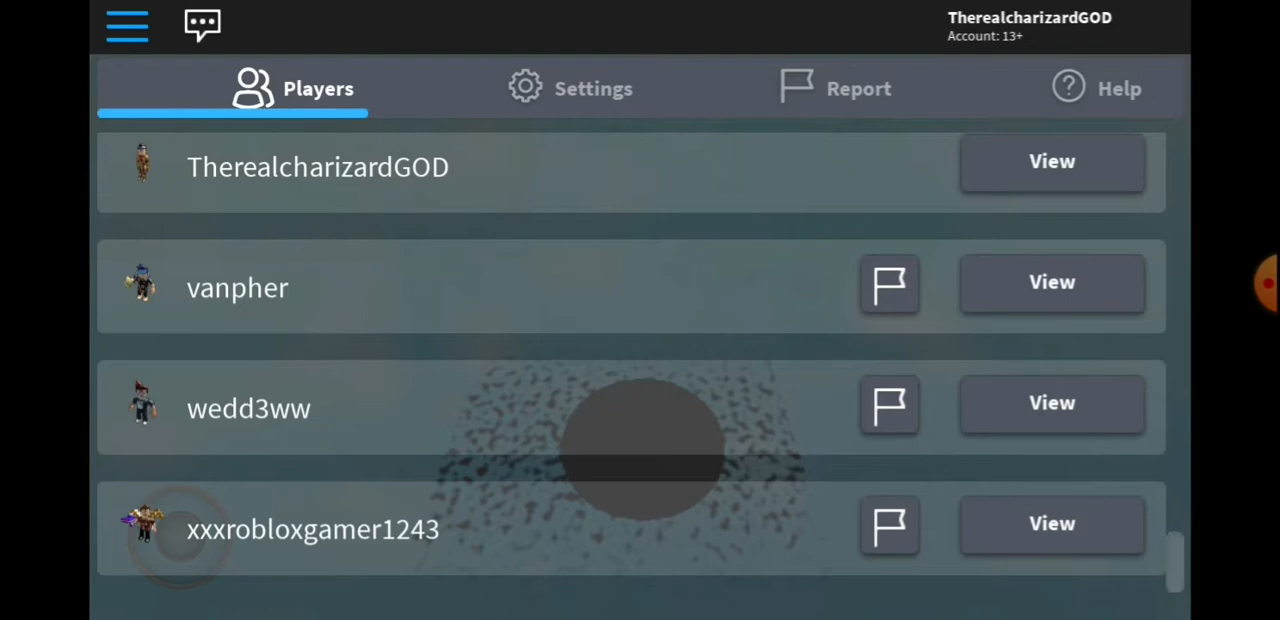 TherealcharizardGOD
Account: 13+
Players Settings Report Help
TherealcharizardGOD View
vanpher View
wedd3ww View
xxxrobloxgamer1243 View